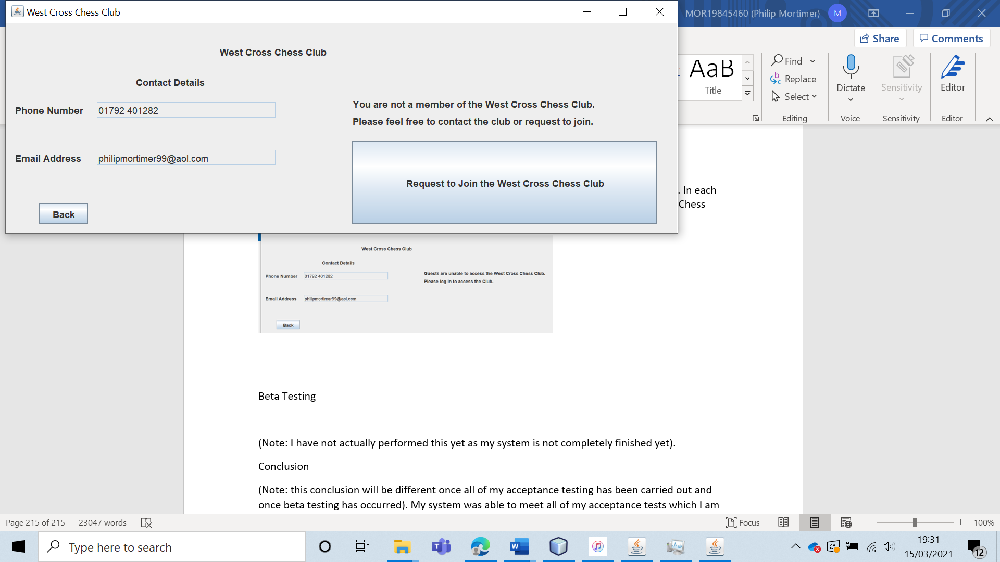 West Cross Chess Club
MOR19845460 (Philip Mortimer)
M
Share
Comments
West Cross Chess Club
Contact Details
Phone Number
01792 401282
Email Address
philipmortimer99@aol.com
You are not a member of the West Cross Chess Club.
Please feel free to contact the club or request to join.
Request to Join the West Cross Chess Club
Back
AaB
Title
Find
Replace
Select
Editing
Dictate
Voice
Sensitivity
Sensitivity
Editor
Editor
. In each
Chess
West Cross Chess Club
Contact Details
Phone Number
01792 401282
Email Address
philipmortimer99@aol.com
Guests are unable to access the West Cross Chess Club.
Please log in to access the Club.
Back
Beta Testing
(Note: I have not actually performed this yet as my system is not completely finished yet).
Conclusion
(Note: this conclusion will be different once all of my acceptance testing has been carried out and
once beta testing has occurred). My system was able to meet all of my acceptance tests which I am
Page 215 of 215
23047 words
Focus
100%
Type here to search
19:31
15/03/2021
12